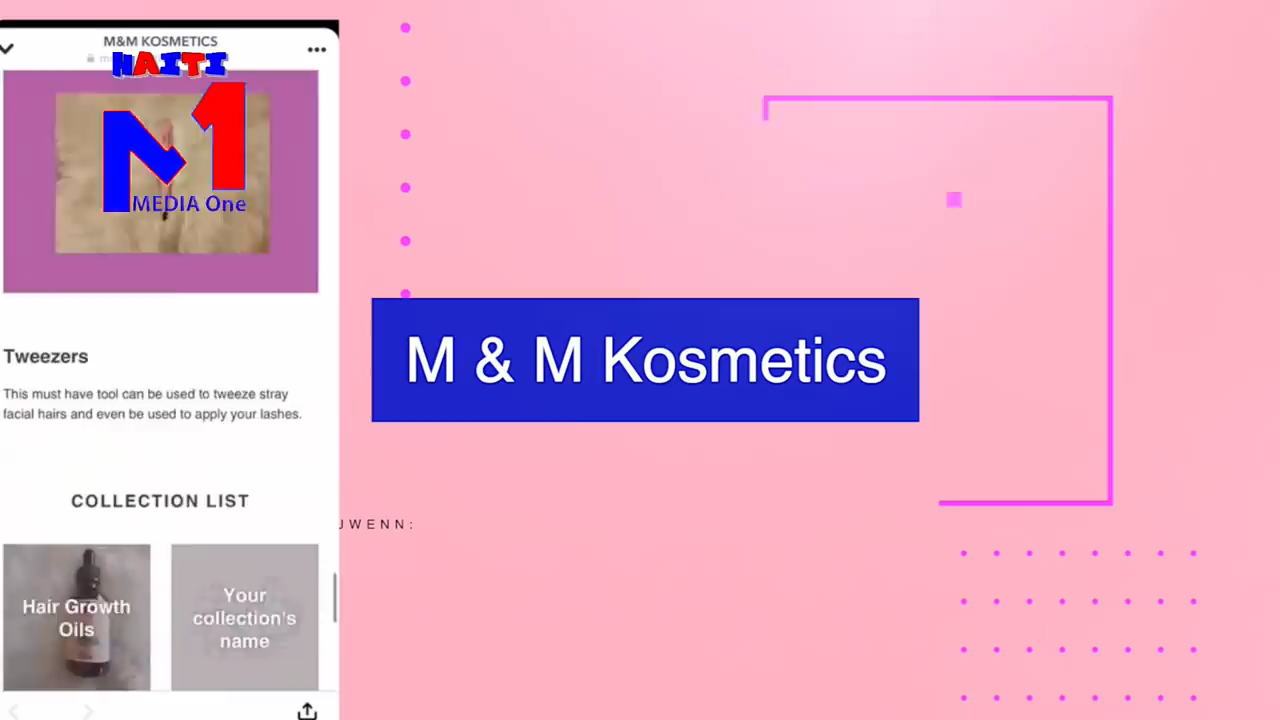 M&M KOSMETICS
HAITI
MEDIA One
Tweezers
This must have tool can be used to tweeze stray
facial hairs and even be used to apply your lashes.
COLLECTION LIST
Hair Growth
Oils
Your
collection's
name
M & M Kosmetics
JWENN: